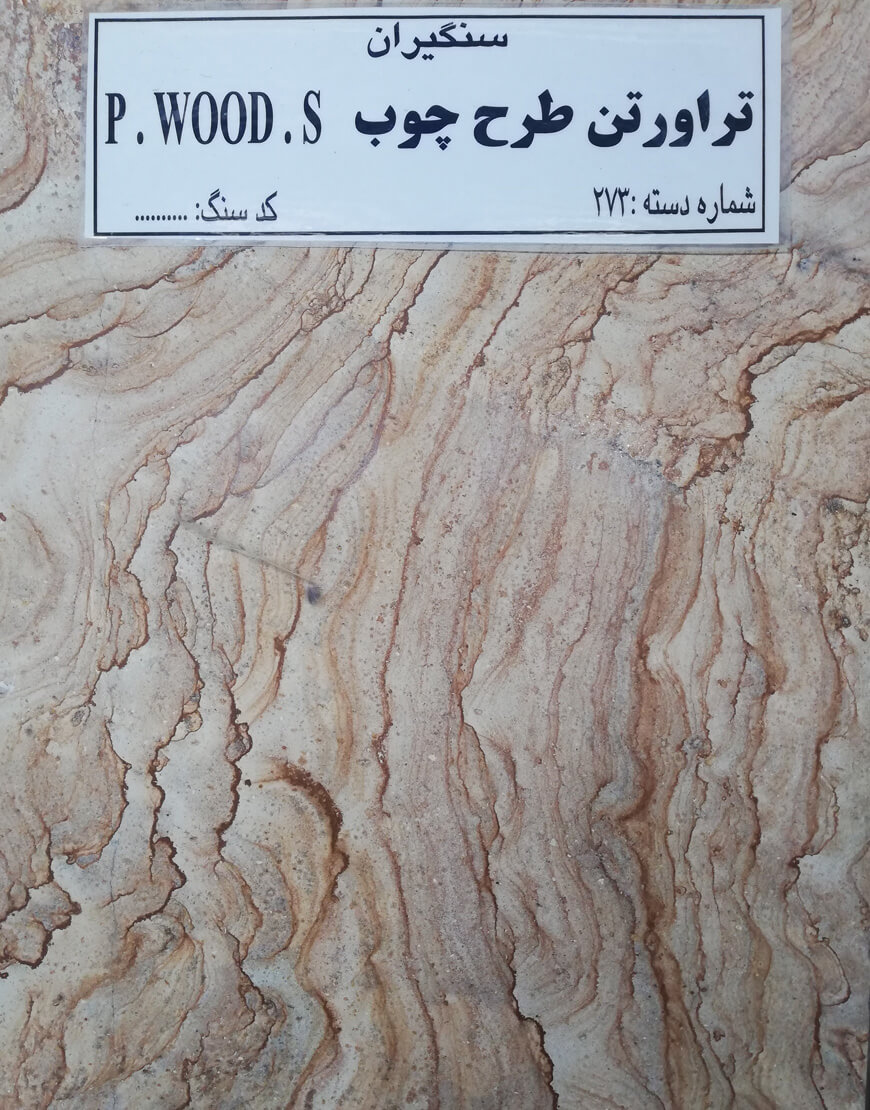 سنگیران
تراورتن طرح چوب P . WOOD . S
شماره دسته :۲۷۳ کد سنگ: ..........